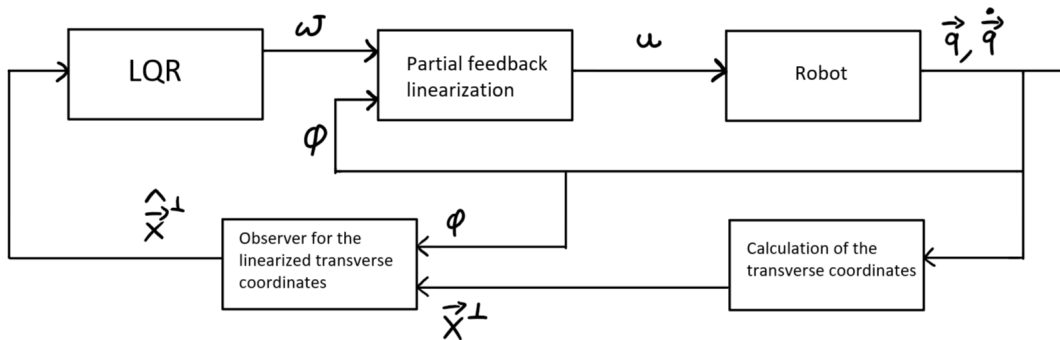 ω
u
q⃗, q̇⃗
LQR
Partial feedback
linearization
Robot
φ
x̂⃗⊥
φ
Observer for the
linearized transverse
coordinates
Calculation of the
transverse coordinates
x⃗⊥